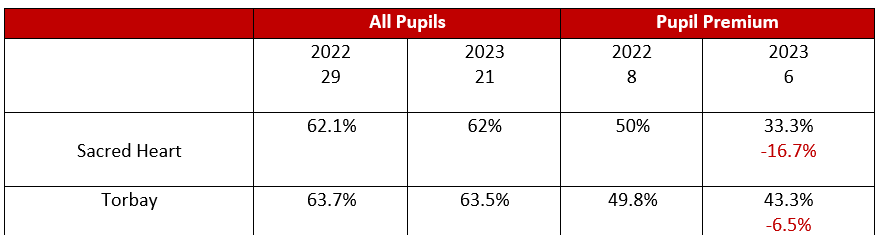 All Pupils Pupil Premium
2022 2023 2022 2023
29 21 8 6
62.1% 62% 50% 33.3%
Sacred Heart -16.7%
Torbay 63.7% 63.5% 49.8% 43.3%
-6.5%